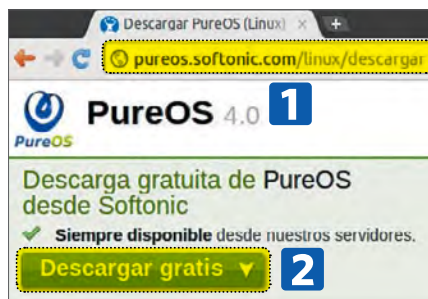 Descargar PureOS (Linux) × +
pureos.softonic.com/linux/descargar
1
PureOS 4.0
PureOS
Descarga gratuita de PureOS
desde Softonic
Siempre disponible desde nuestros servidores.
Descargar gratis
2